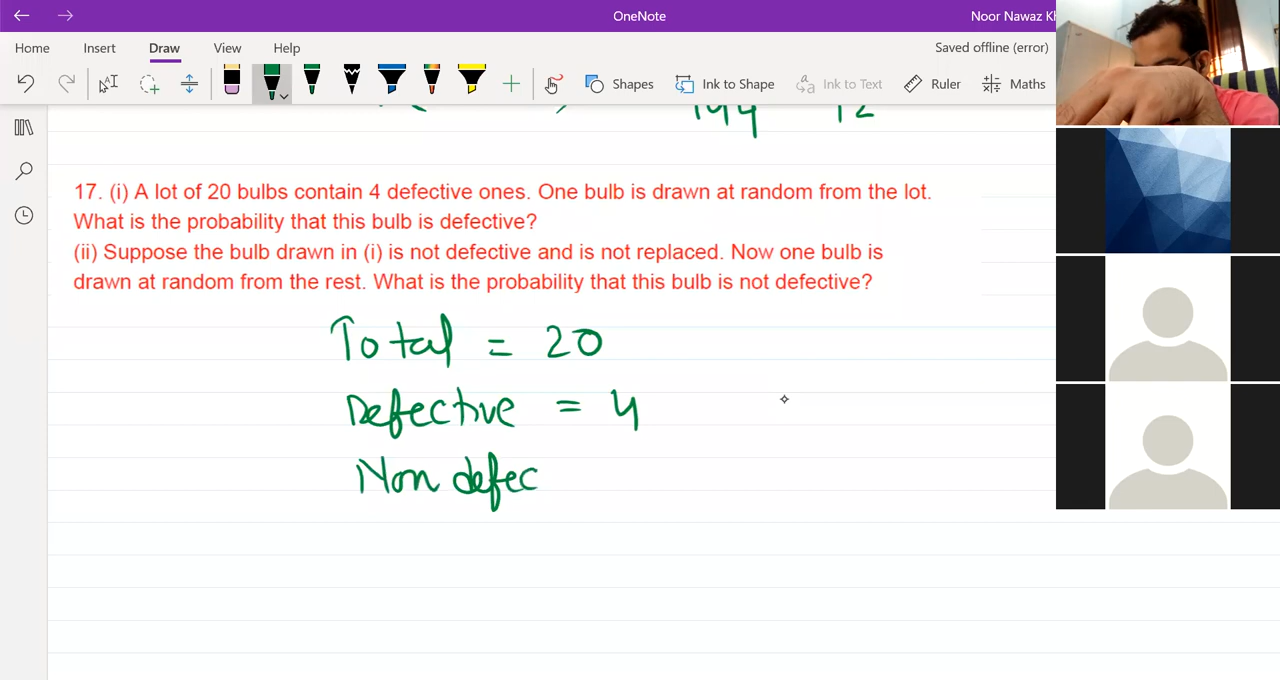 OneNote
Noor Nawaz Kh
Home Insert Draw View Help
Saved offline (error)
Shapes Ink to Shape Ink to Text Ruler Maths
144 12
17. (i) A lot of 20 bulbs contain 4 defective ones. One bulb is drawn at random from the lot.
What is the probability that this bulb is defective?
(ii) Suppose the bulb drawn in (i) is not defective and is not replaced. Now one bulb is
drawn at random from the rest. What is the probability that this bulb is not defective?
Total = 20
Defective = 4
Non defec